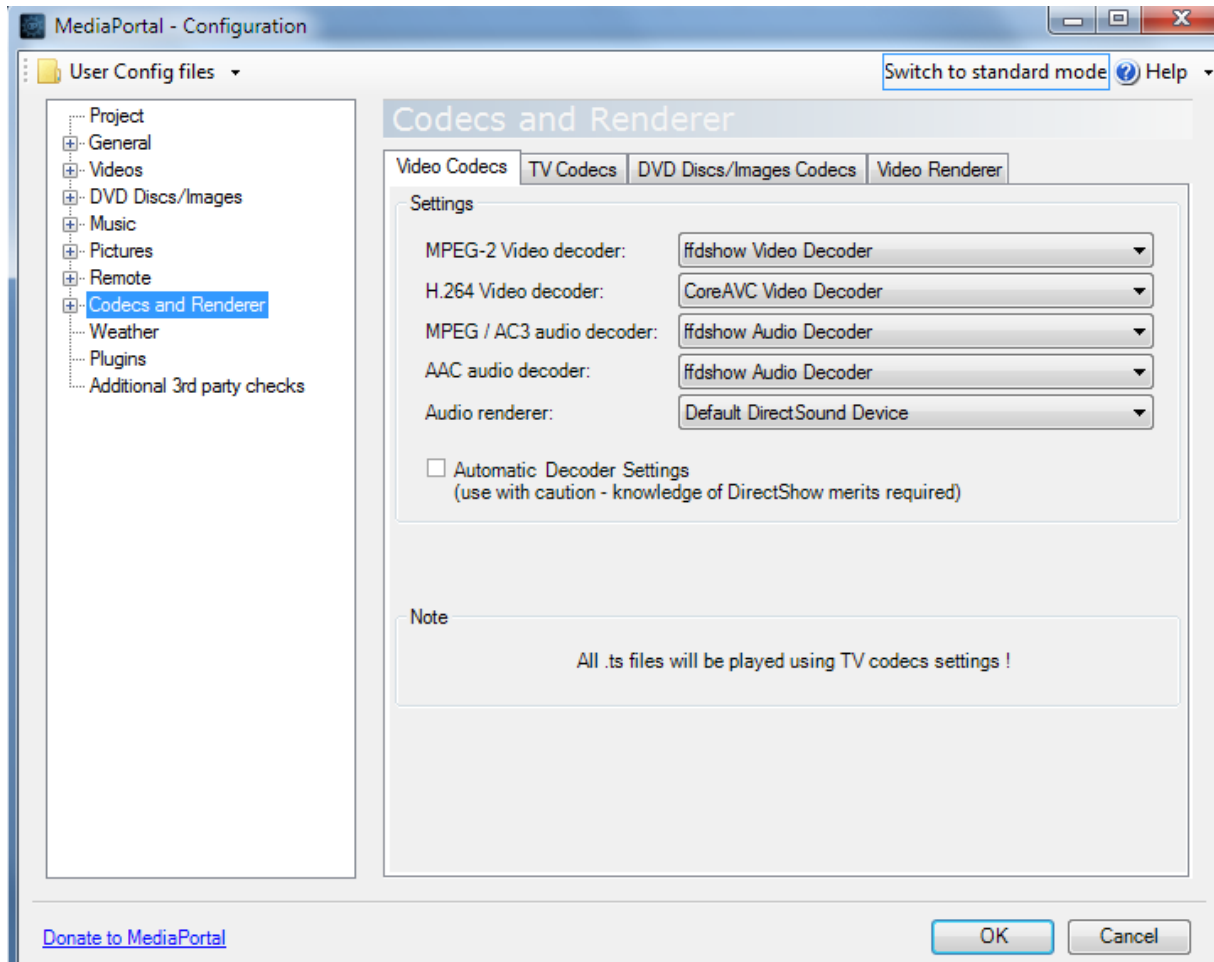 MediaPortal - Configuration
User Config files
Switch to standard mode
Help
Project
General
Videos
DVD Discs/Images
Music
Pictures
Remote
Codecs and Renderer
Weather
Plugins
Additional 3rd party checks
Codecs and Renderer
Video Codecs
TV Codecs
DVD Discs/Images Codecs
Video Renderer
Settings
MPEG-2 Video decoder: ffdshow Video Decoder
H.264 Video decoder: CoreAVC Video Decoder
MPEG / AC3 audio decoder: ffdshow Audio Decoder
AAC audio decoder: ffdshow Audio Decoder
Audio renderer: Default DirectSound Device
Automatic Decoder Settings
(use with caution - knowledge of DirectShow merits required)
Note
All .ts files will be played using TV codecs settings !
Donate to MediaPortal
OK
Cancel